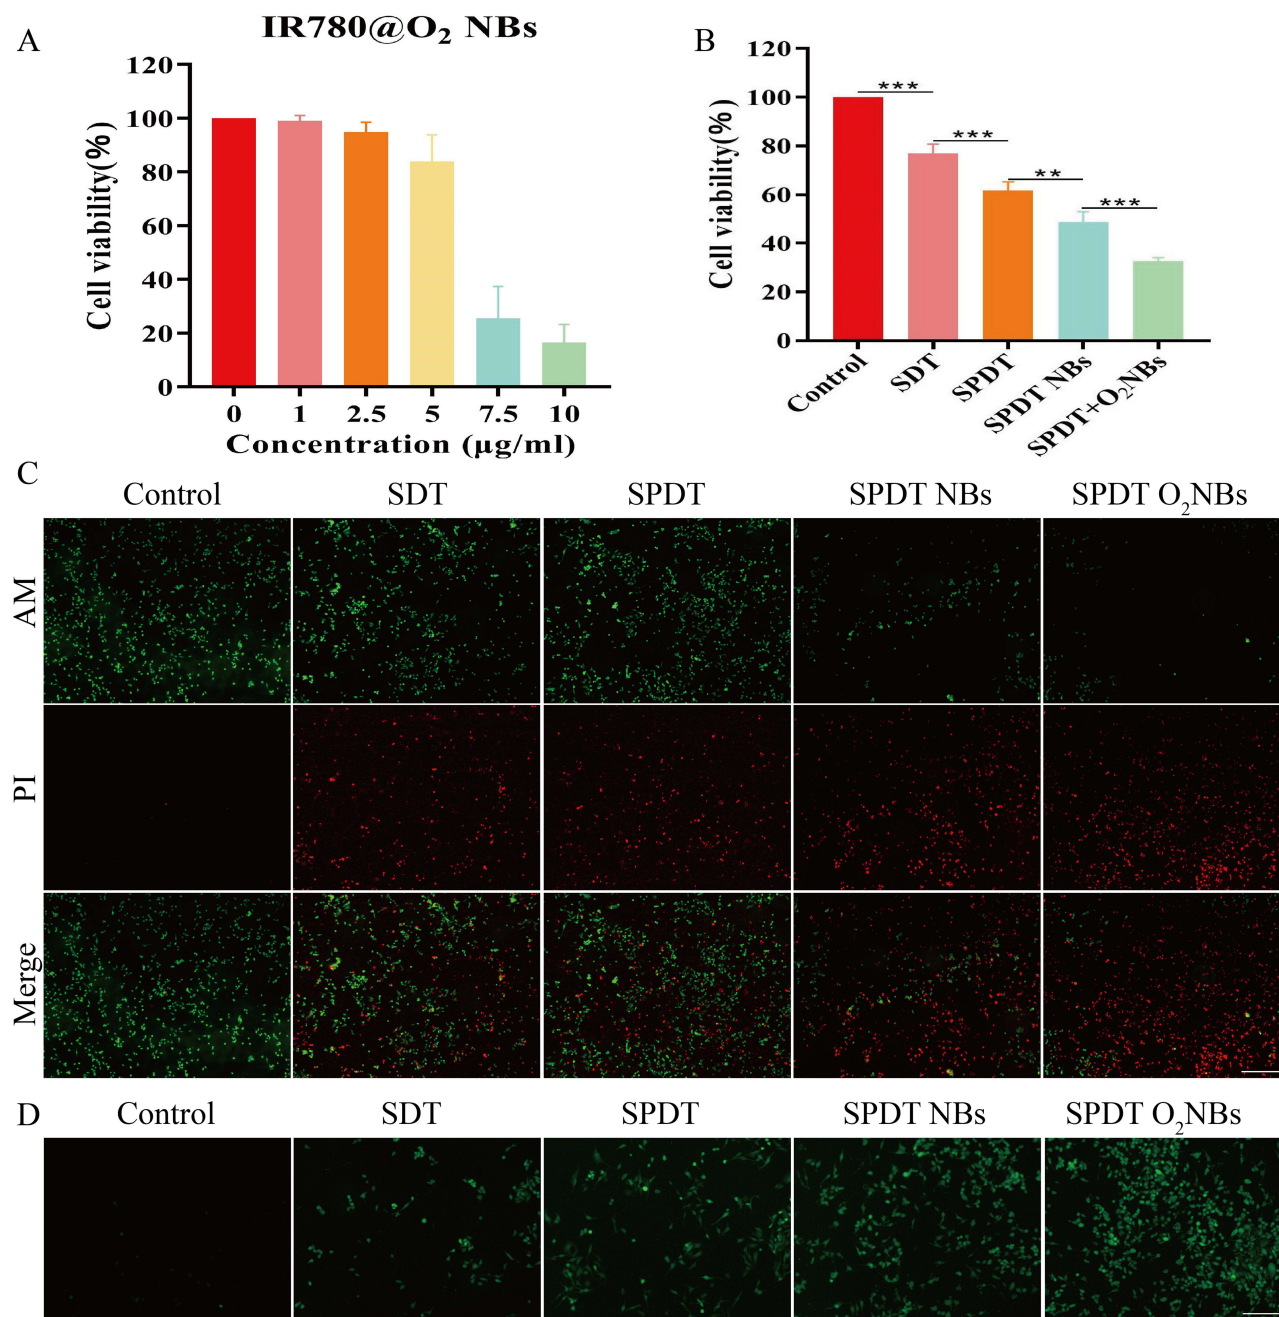 A
IR780@O₂ NBs
Cell viability(%)
120
100
80
60
40
20
0
0 1 2.5 5 7.5 10
Concentration (μg/ml)
B
Cell viability(%)
120
100
80
60
40
20
0
***
***
**
***
Control
SDT
SPDT
SPDT NBs
SPDT+O₂NBs
C
Control SDT SPDT SPDT NBs SPDT O₂NBs
AM
PI
Merge
D
Control SDT SPDT SPDT NBs SPDT O₂NBs